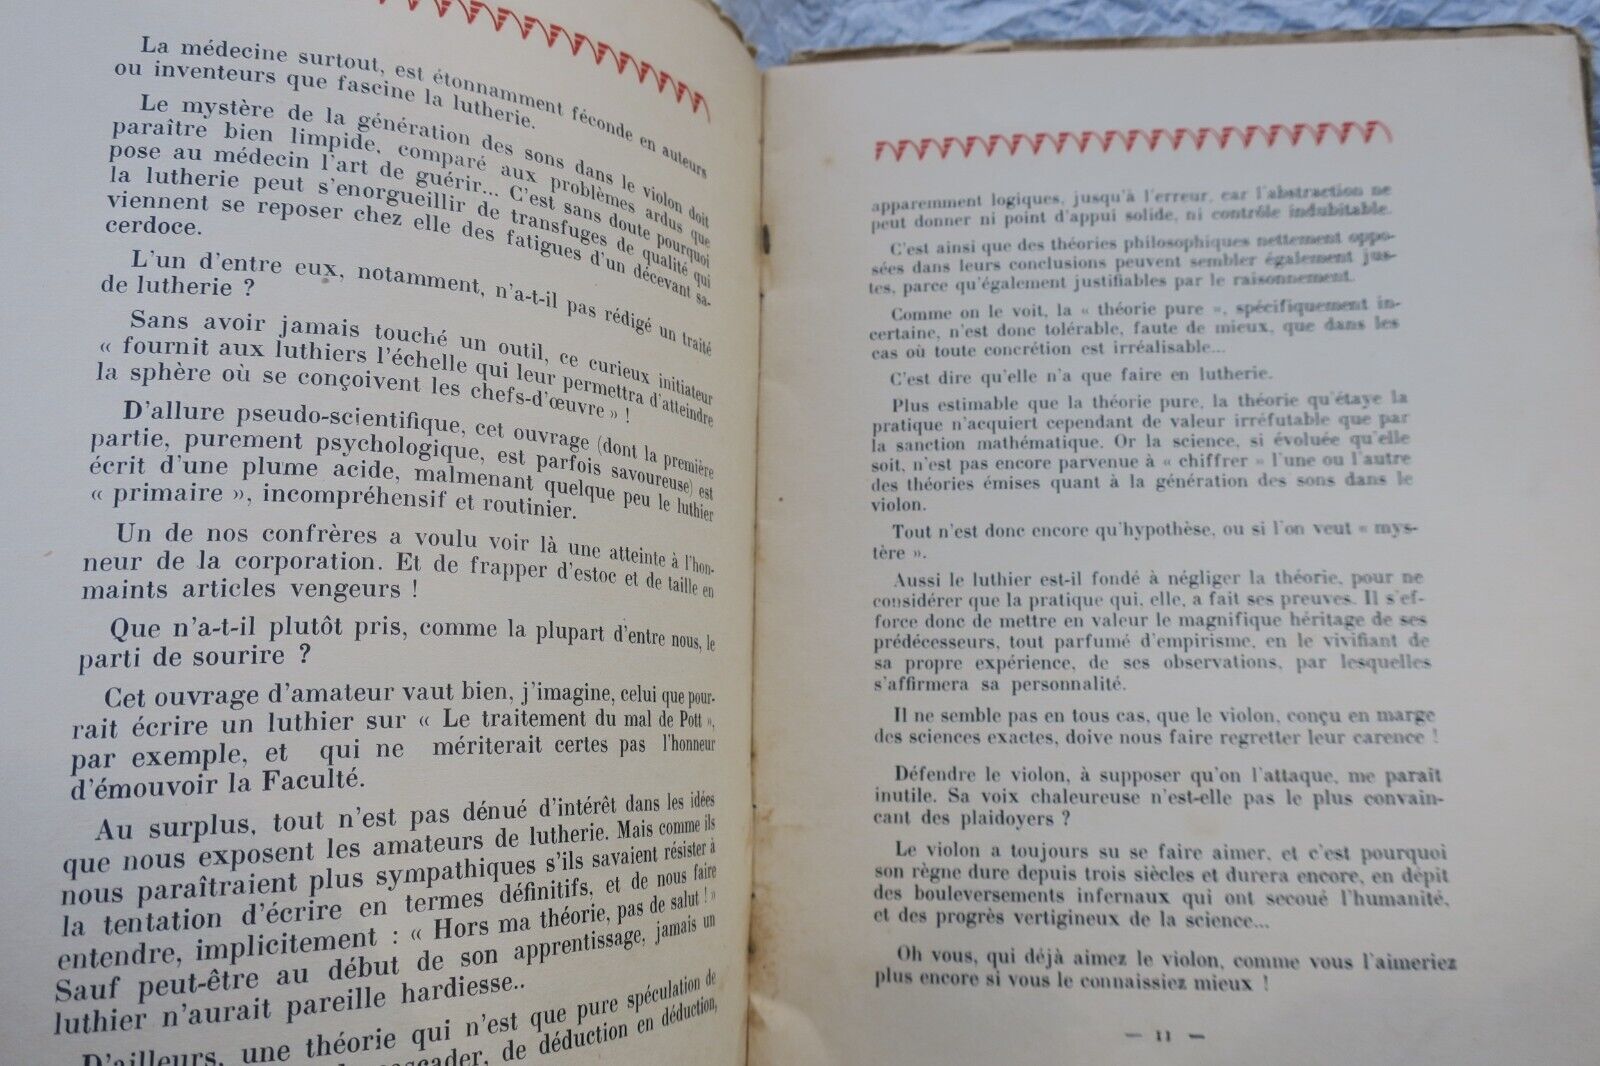 La médecine surtout, est étonnamment féconde en auteurs
ou inventeurs que fascine la lutherie.
Le mystère de la génération des sons dans le violon doit
paraître bien limpide, comparé aux problèmes ardus que
pose au médecin l'art de guérir... C'est sans doute pourquoi
la lutherie peut s'enorgueillir de transfuges de qualité qui
viennent se reposer chez elle des fatigues d'un décevant sa-
cerdoce.
L'un d'entre eux, notamment, n'a-t-il pas rédigé un traité
de lutherie ?
Sans avoir jamais touché un outil, ce curieux initiateur
« fournit aux luthiers l'échelle qui leur permettra d'atteindre
la sphère où se conçoivent les chefs-d'œuvre » !
D'allure pseudo-scientifique, cet ouvrage (dont la première
partie, purement psychologique, est parfois savoureuse) est
écrit d'une plume acide, malmenant quelque peu le luthier
« primaire », incompréhensif et routinier.
Un de nos confrères a voulu voir là une atteinte à l'hon-
neur de la corporation. Et de frapper d'estoc et de taille en
maints articles vengeurs !
Que n'a-t-il plutôt pris, comme la plupart d'entre nous, le
parti de sourire ?
Cet ouvrage d'amateur vaut bien, j'imagine, celui que pour-
rait écrire un luthier sur « Le traitement du mal de Pott »,
par exemple, et qui ne mériterait certes pas l'honneur
d'émouvoir la Faculté.
Au surplus, tout n'est pas dénué d'intérêt dans les idées
que nous exposent les amateurs de lutherie. Mais comme ils
nous paraîtraient plus sympathiques s'ils savaient résister à
la tentation d'écrire en termes définitifs, et de nous faire
entendre, implicitement : « Hors ma théorie, pas de salut ! »
Sauf peut-être au début de son apprentissage, jamais un
luthier n'aurait pareille hardiesse..
D'ailleurs, une théorie qui n'est que pure spéculation de
cascader, de déduction en déduction,
apparemment logiques, jusqu'à l'erreur, car l'abstraction ne
peut donner ni point d'appui solide, ni contrôle indubitable.
C'est ainsi que des théories philosophiques nettement oppo-
sées dans leurs conclusions peuvent sembler également jus-
tes, parce qu'également justifiables par le raisonnement.
Comme on le voit, la « théorie pure », spécifiquement in-
certaine, n'est donc tolérable, faute de mieux, que dans les
cas où toute concrétion est irréalisable...
C'est dire qu'elle n'a que faire en lutherie.
Plus estimable que la théorie pure, la théorie qu'étaye la
pratique n'acquiert cependant de valeur irréfutable que par
la sanction mathématique. Or la science, si évoluée qu'elle
soit, n'est pas encore parvenue à « chiffrer » l'une ou l'autre
des théories émises quant à la génération des sons dans le
violon.
Tout n'est donc encore qu'hypothèse, ou si l'on veut « mys-
tère ».
Aussi le luthier est-il fondé à négliger la théorie, pour ne
considérer que la pratique qui, elle, a fait ses preuves. Il s'ef-
force donc de mettre en valeur le magnifique héritage de ses
prédécesseurs, tout parfumé d'empirisme, en le vivifiant de
sa propre expérience, de ses observations, par lesquelles
s'affirmera sa personnalité.
Il ne semble pas en tous cas, que le violon, conçu en marge
des sciences exactes, doive nous faire regretter leur carence !
Défendre le violon, à supposer qu'on l'attaque, me paraît
inutile. Sa voix chaleureuse n'est-elle pas le plus convain-
cant des plaidoyers ?
Le violon a toujours su se faire aimer, et c'est pourquoi
son règne dure depuis trois siècles et durera encore, en dépit
des bouleversements infernaux qui ont secoué l'humanité,
et des progrès vertigineux de la science...
Oh vous, qui déjà aimez le violon, comme vous l'aimeriez
plus encore si vous le connaissiez mieux !
— 11 —